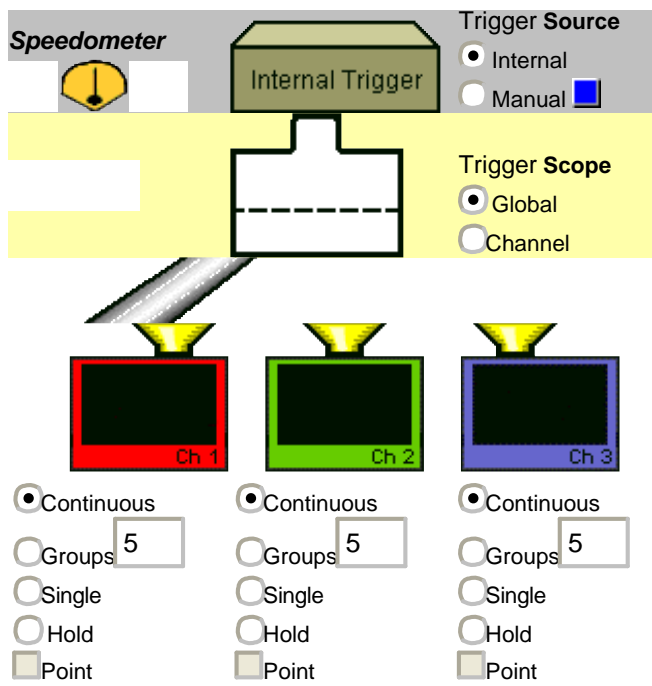 Speedometer
Internal Trigger
Trigger Source
Internal
Manual
Trigger Scope
Global
Channel
Ch 1
Ch 2
Ch 3
Continuous
Groups 5
Single
Hold
Point
Continuous
Groups 5
Single
Hold
Point
Continuous
Groups 5
Single
Hold
Point